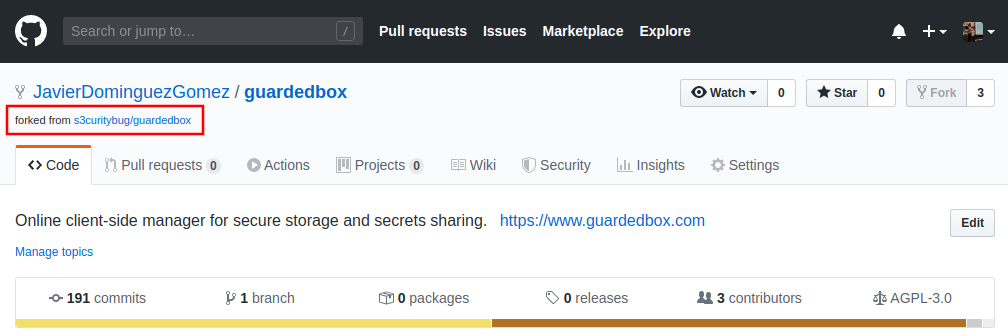 Search or jump to… / Pull requests Issues Marketplace Explore
JavierDominguezGomez / guardedbox Watch 0 Star 0 Fork 3
forked from s3curitybug/guardedbox
Code Pull requests 0 Actions Projects 0 Wiki Security Insights Settings
Online client-side manager for secure storage and secrets sharing. https://www.guardedbox.com Edit
Manage topics
191 commits 1 branch 0 packages 0 releases 3 contributors AGPL-3.0